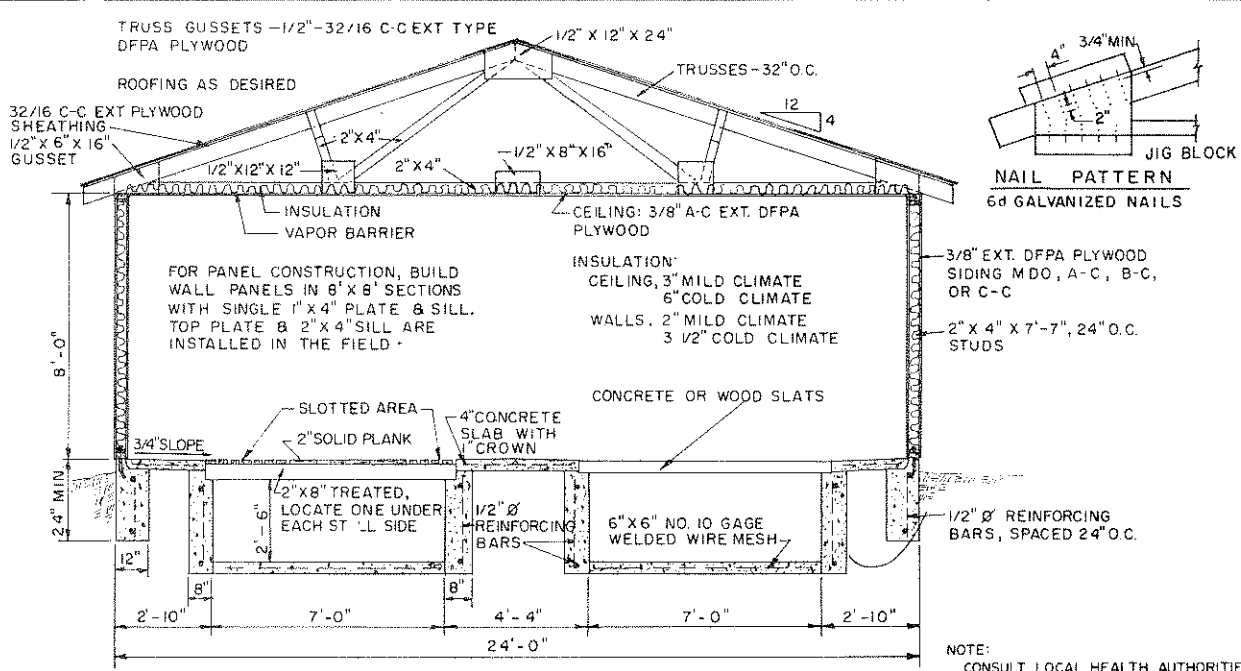 TRUSS GUSSETS -1/2"-32/16 C-C EXT TYPE
DFPA PLYWOOD
ROOFING AS DESIRED
32/16 C-C EXT PLYWOOD
SHEATHING
1/2" X 6" X 16"
GUSSET
1/2" X 12" X 24"
TRUSSES-32" O.C.
12
4
2" X 4"
1/2"X12"X 12"
2" X 4"
1/2" X 8" X 16"
4"
3/4" MIN
2"
JIG BLOCK
NAIL PATTERN
6d GALVANIZED NAILS
INSULATION
VAPOR BARRIER
CEILING: 3/8" A-C EXT. DFPA
PLYWOOD
FOR PANEL CONSTRUCTION, BUILD
WALL PANELS IN 8' X 8' SECTIONS
WITH SINGLE 1" X 4" PLATE & SILL.
TOP PLATE & 2" X 4" SILL ARE
INSTALLED IN THE FIELD.
INSULATION:
CEILING, 3" MILD CLIMATE
6" COLD CLIMATE
WALLS, 2" MILD CLIMATE
3 1/2" COLD CLIMATE
3/8" EXT. DFPA PLYWOOD
SIDING MDO, A-C, B-C,
OR C-C
2" X 4" X 7'-7", 24" O.C.
STUDS
8'-0"
SLOTTED AREA
3/4" SLOPE
2" SOLID PLANK
4" CONCRETE
SLAB WITH
1" CROWN
CONCRETE OR WOOD SLATS
24" MIN
2" X 8" TREATED,
LOCATE ONE UNDER
EACH ST LL SIDE
2'-6"
1/2" Ø
REINFORCING
BARS
6" X 6" NO. 10 GAGE
WELDED WIRE MESH
1/2" Ø REINFORCING
BARS, SPACED 24" O.C.
12"
8"
8"
2'-10"
7'-0"
4'-4"
7'-0"
2'-10"
24'-0"
NOTE:
CONSULT LOCAL HEALTH AUTHORITIE